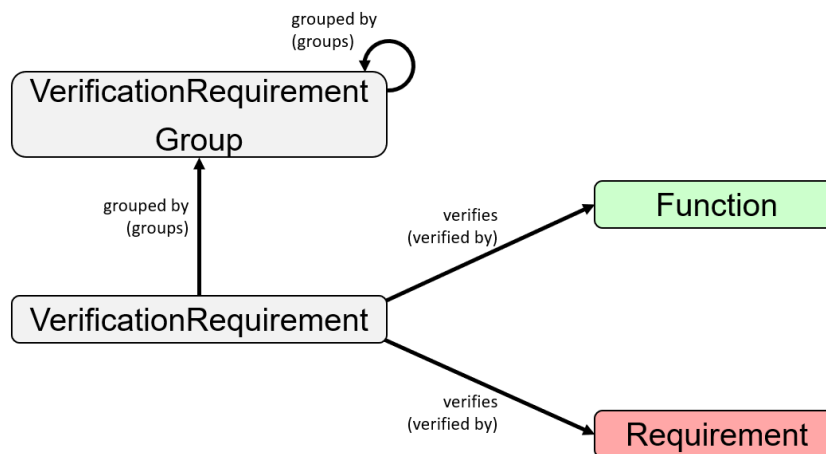 grouped by
(groups)
VerificationRequirement
Group
grouped by
(groups)
verifies
(verified by)
Function
VerificationRequirement
verifies
(verified by)
Requirement